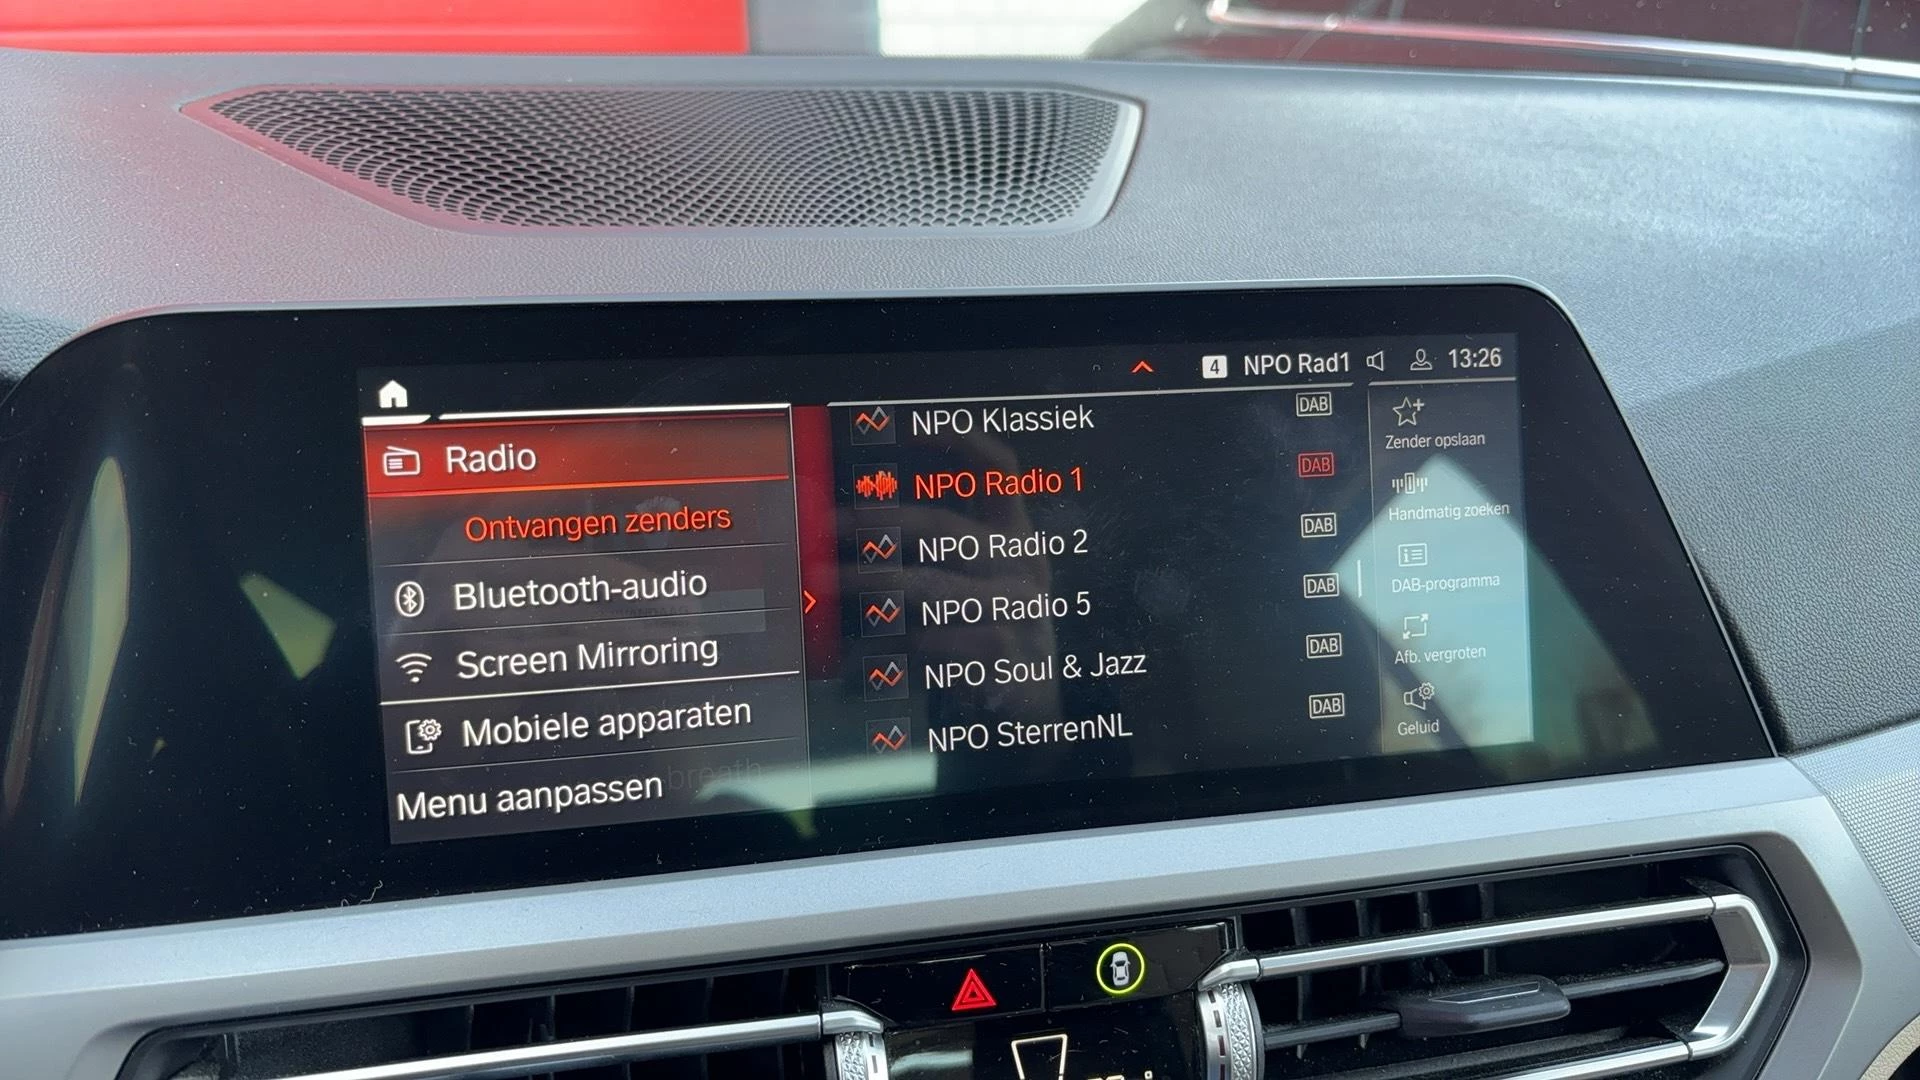 4 NPO Rad1 13:26
Radio
Ontvangen zenders
Bluetooth-audio
Screen Mirroring
Mobiele apparaten
Menu aanpassen
NPO Klassiek DAB
NPO Radio 1 DAB
NPO Radio 2 DAB
NPO Radio 5 DAB
NPO Soul & Jazz DAB
NPO SterrenNL DAB
Zender opslaan
Handmatig zoeken
DAB-programma
Afb. vergroten
Geluid
breath